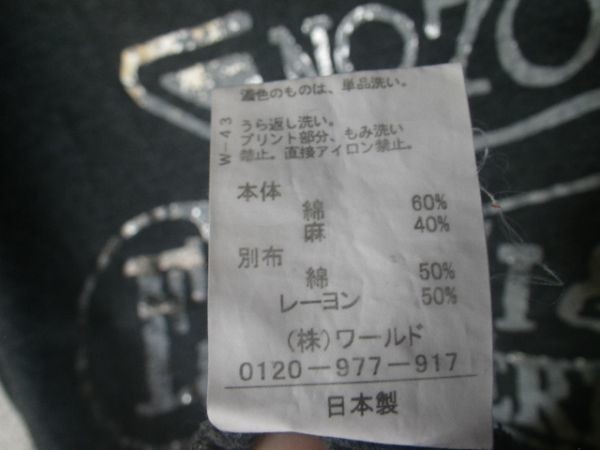 NOZO
濃色のものは、単品洗い。
W-43
うら返し洗い。
プリント部分、もみ洗い
禁止。直接アイロン禁止。
本体
綿 60%
麻 40%
別布
綿 50%
レーヨン 50%
(株)ワールド
0120-977-917
日本製